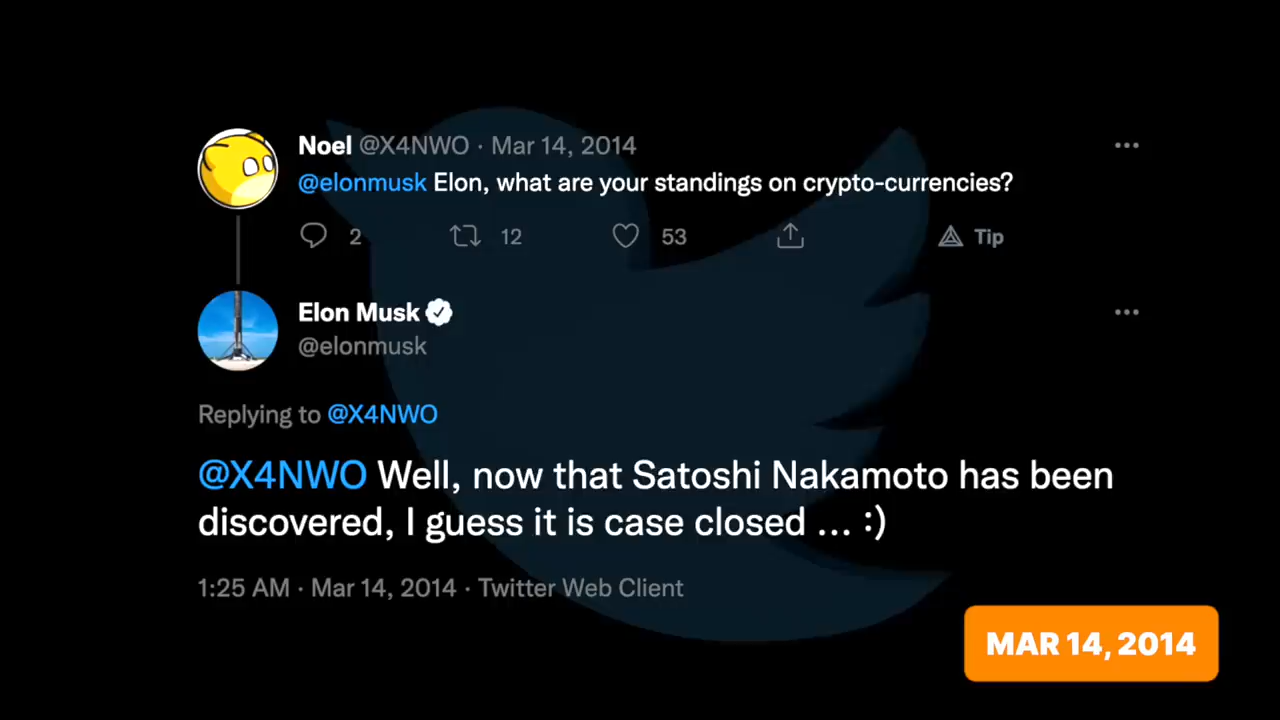 Noel @X4NWO · Mar 14, 2014
@elonmusk Elon, what are your standings on crypto-currencies?
2 12 53 Tip
Elon Musk
@elonmusk
Replying to @X4NWO
@X4NWO Well, now that Satoshi Nakamoto has been
discovered, I guess it is case closed ... :)
1:25 AM · Mar 14, 2014 · Twitter Web Client
MAR 14, 2014